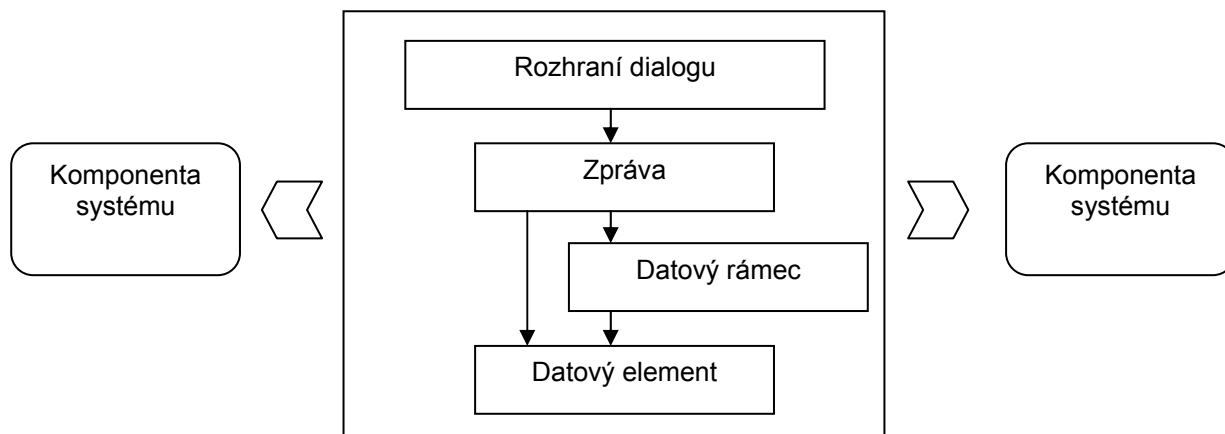 Rozhraní dialogu
Zpráva
Komponenta
systému
Komponenta
systému
Datový rámec
Datový element